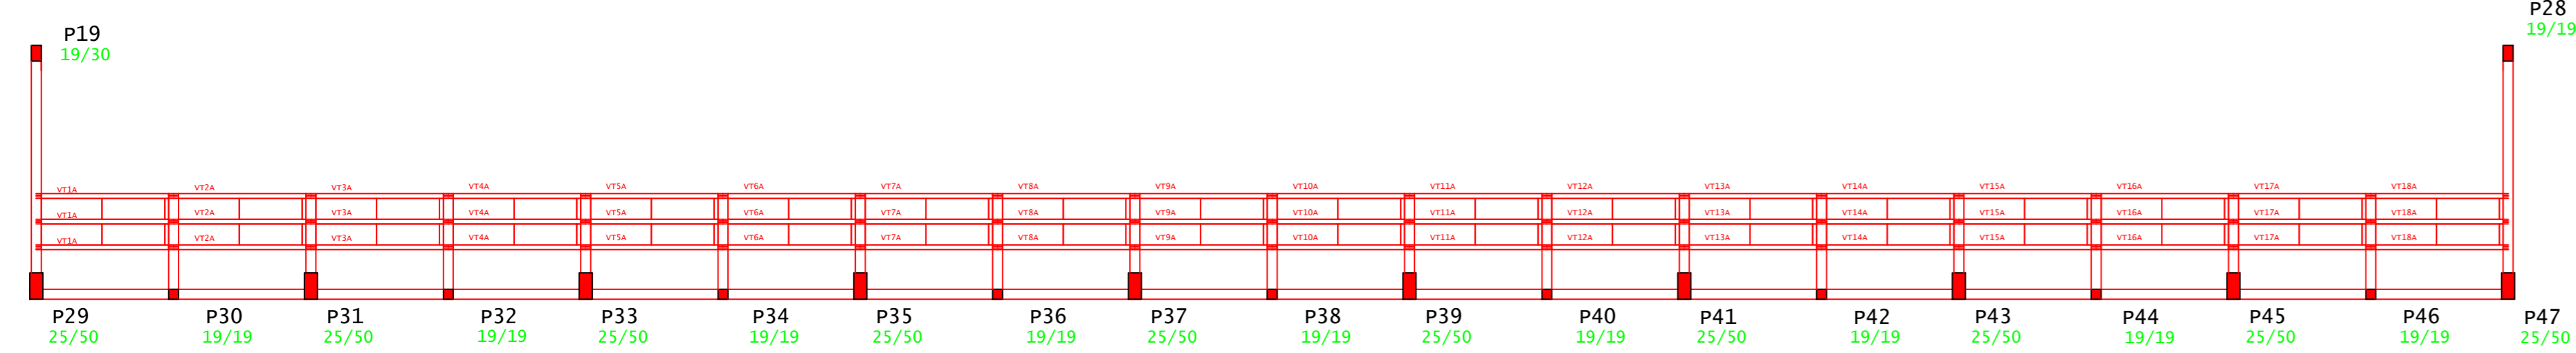 P19
19/30
P28
19/19
VT1A VT2A VT3A VT4A VT5A VT6A VT7A VT8A VT9A VT10A VT11A VT12A VT13A VT14A VT15A VT16A VT17A VT18A
VT1A VT2A VT3A VT4A VT5A VT6A VT7A VT8A VT9A VT10A VT11A VT12A VT13A VT14A VT15A VT16A VT17A VT18A
VT1A VT2A VT3A VT4A VT5A VT6A VT7A VT8A VT9A VT10A VT11A VT12A VT13A VT14A VT15A VT16A VT17A VT18A
P29 P30 P31 P32 P33 P34 P35 P36 P37 P38 P39 P40 P41 P42 P43 P44 P45 P46 P47
25/50 19/19 25/50 19/19 25/50 19/19 25/50 19/19 25/50 19/19 25/50 19/19 25/50 19/19 25/50 19/19 25/50 19/19 25/50